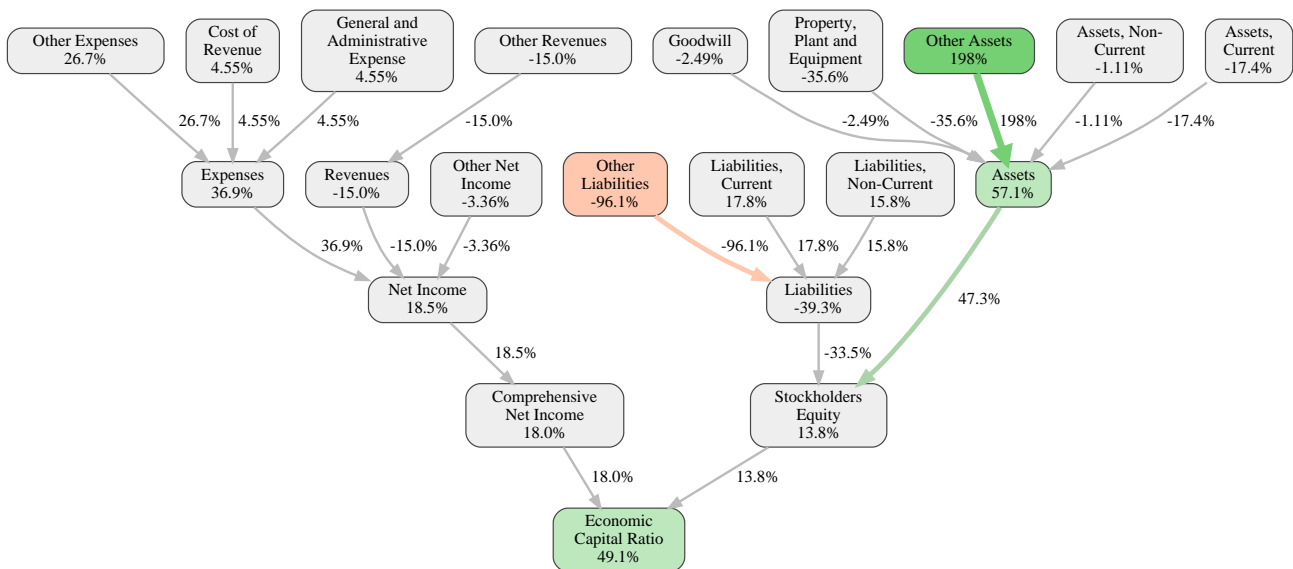 Other Expenses
26.7%
Cost of
Revenue
4.55%
General and
Administrative
Expense
4.55%
Other Revenues
-15.0%
Goodwill
-2.49%
Property,
Plant and
Equipment
-35.6%
Other Assets
198%
Assets, Non-
Current
-1.11%
Assets,
Current
-17.4%
26.7%
4.55%
4.55%
-15.0%
-2.49%
-35.6%
198%
-1.11%
-17.4%
Expenses
36.9%
Revenues
-15.0%
Other Net
Income
-3.36%
Other
Liabilities
-96.1%
Liabilities,
Current
17.8%
Liabilities,
Non-Current
15.8%
Assets
57.1%
36.9%
-15.0%
-3.36%
-96.1%
17.8%
15.8%
Net Income
18.5%
Liabilities
-39.3%
47.3%
18.5%
-33.5%
Comprehensive
Net Income
18.0%
Stockholders
Equity
13.8%
18.0%
13.8%
Economic
Capital Ratio
49.1%